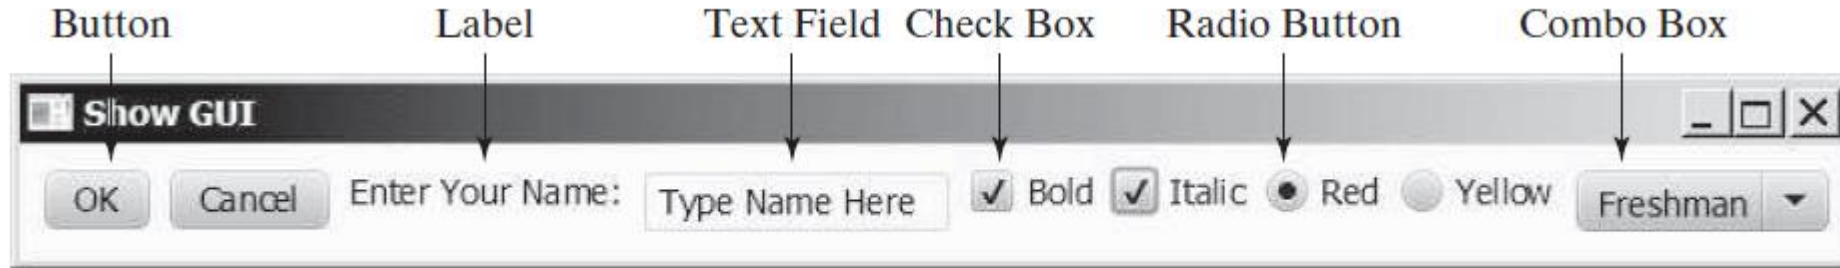 Button Label Text Field Check Box Radio Button Combo Box
Show GUI
OK Cancel Enter Your Name: Type Name Here Bold Italic Red Yellow Freshman